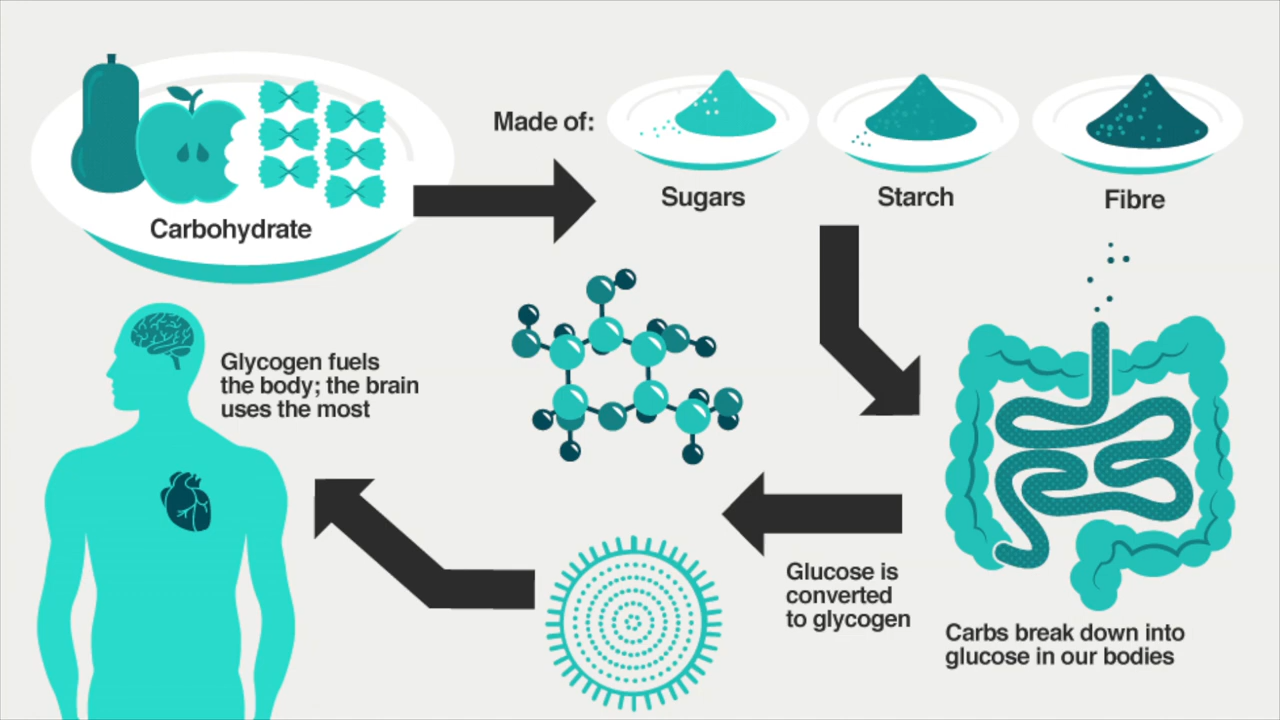 Carbohydrate
Made of:
Sugars
Starch
Fibre
Carbs break down into
glucose in our bodies
Glucose is
converted
to glycogen
Glycogen fuels
the body; the brain
uses the most